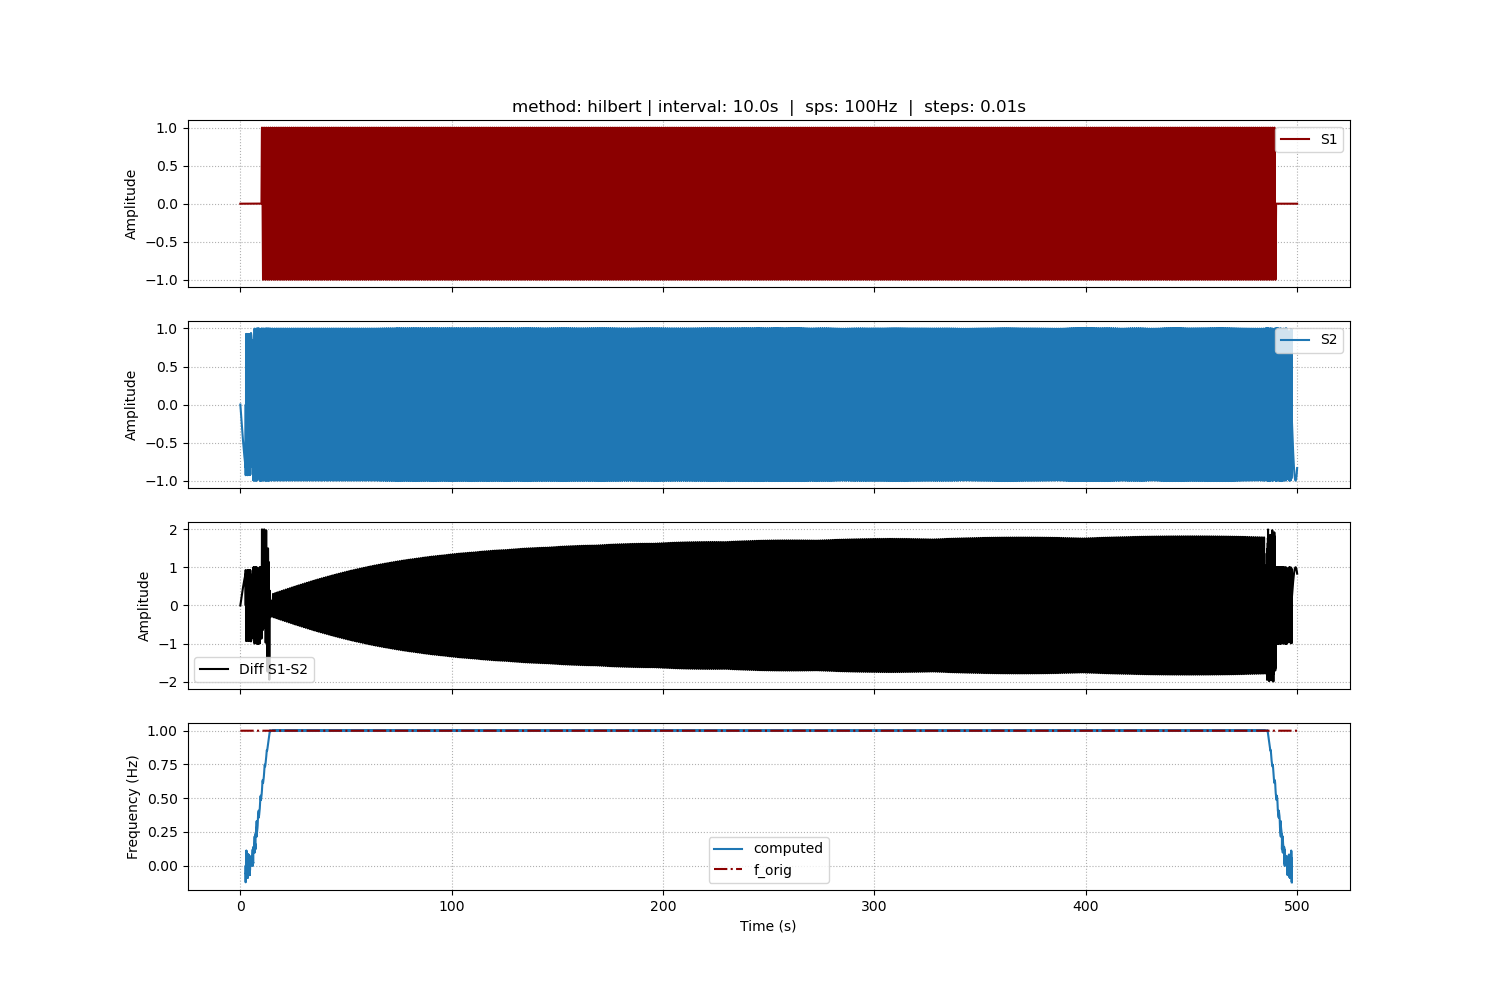 method: hilbert | interval: 10.0s | sps: 100Hz | steps: 0.01s
1.0
0.5
0.0
−0.5
−1.0
Amplitude
S1
1.0
0.5
0.0
−0.5
−1.0
Amplitude
S2
2
1
0
−1
−2
Amplitude
Diff S1-S2
1.00
0.75
0.50
0.25
0.00
Frequency (Hz)
computed
f_orig
0 100 200 300 400 500
Time (s)